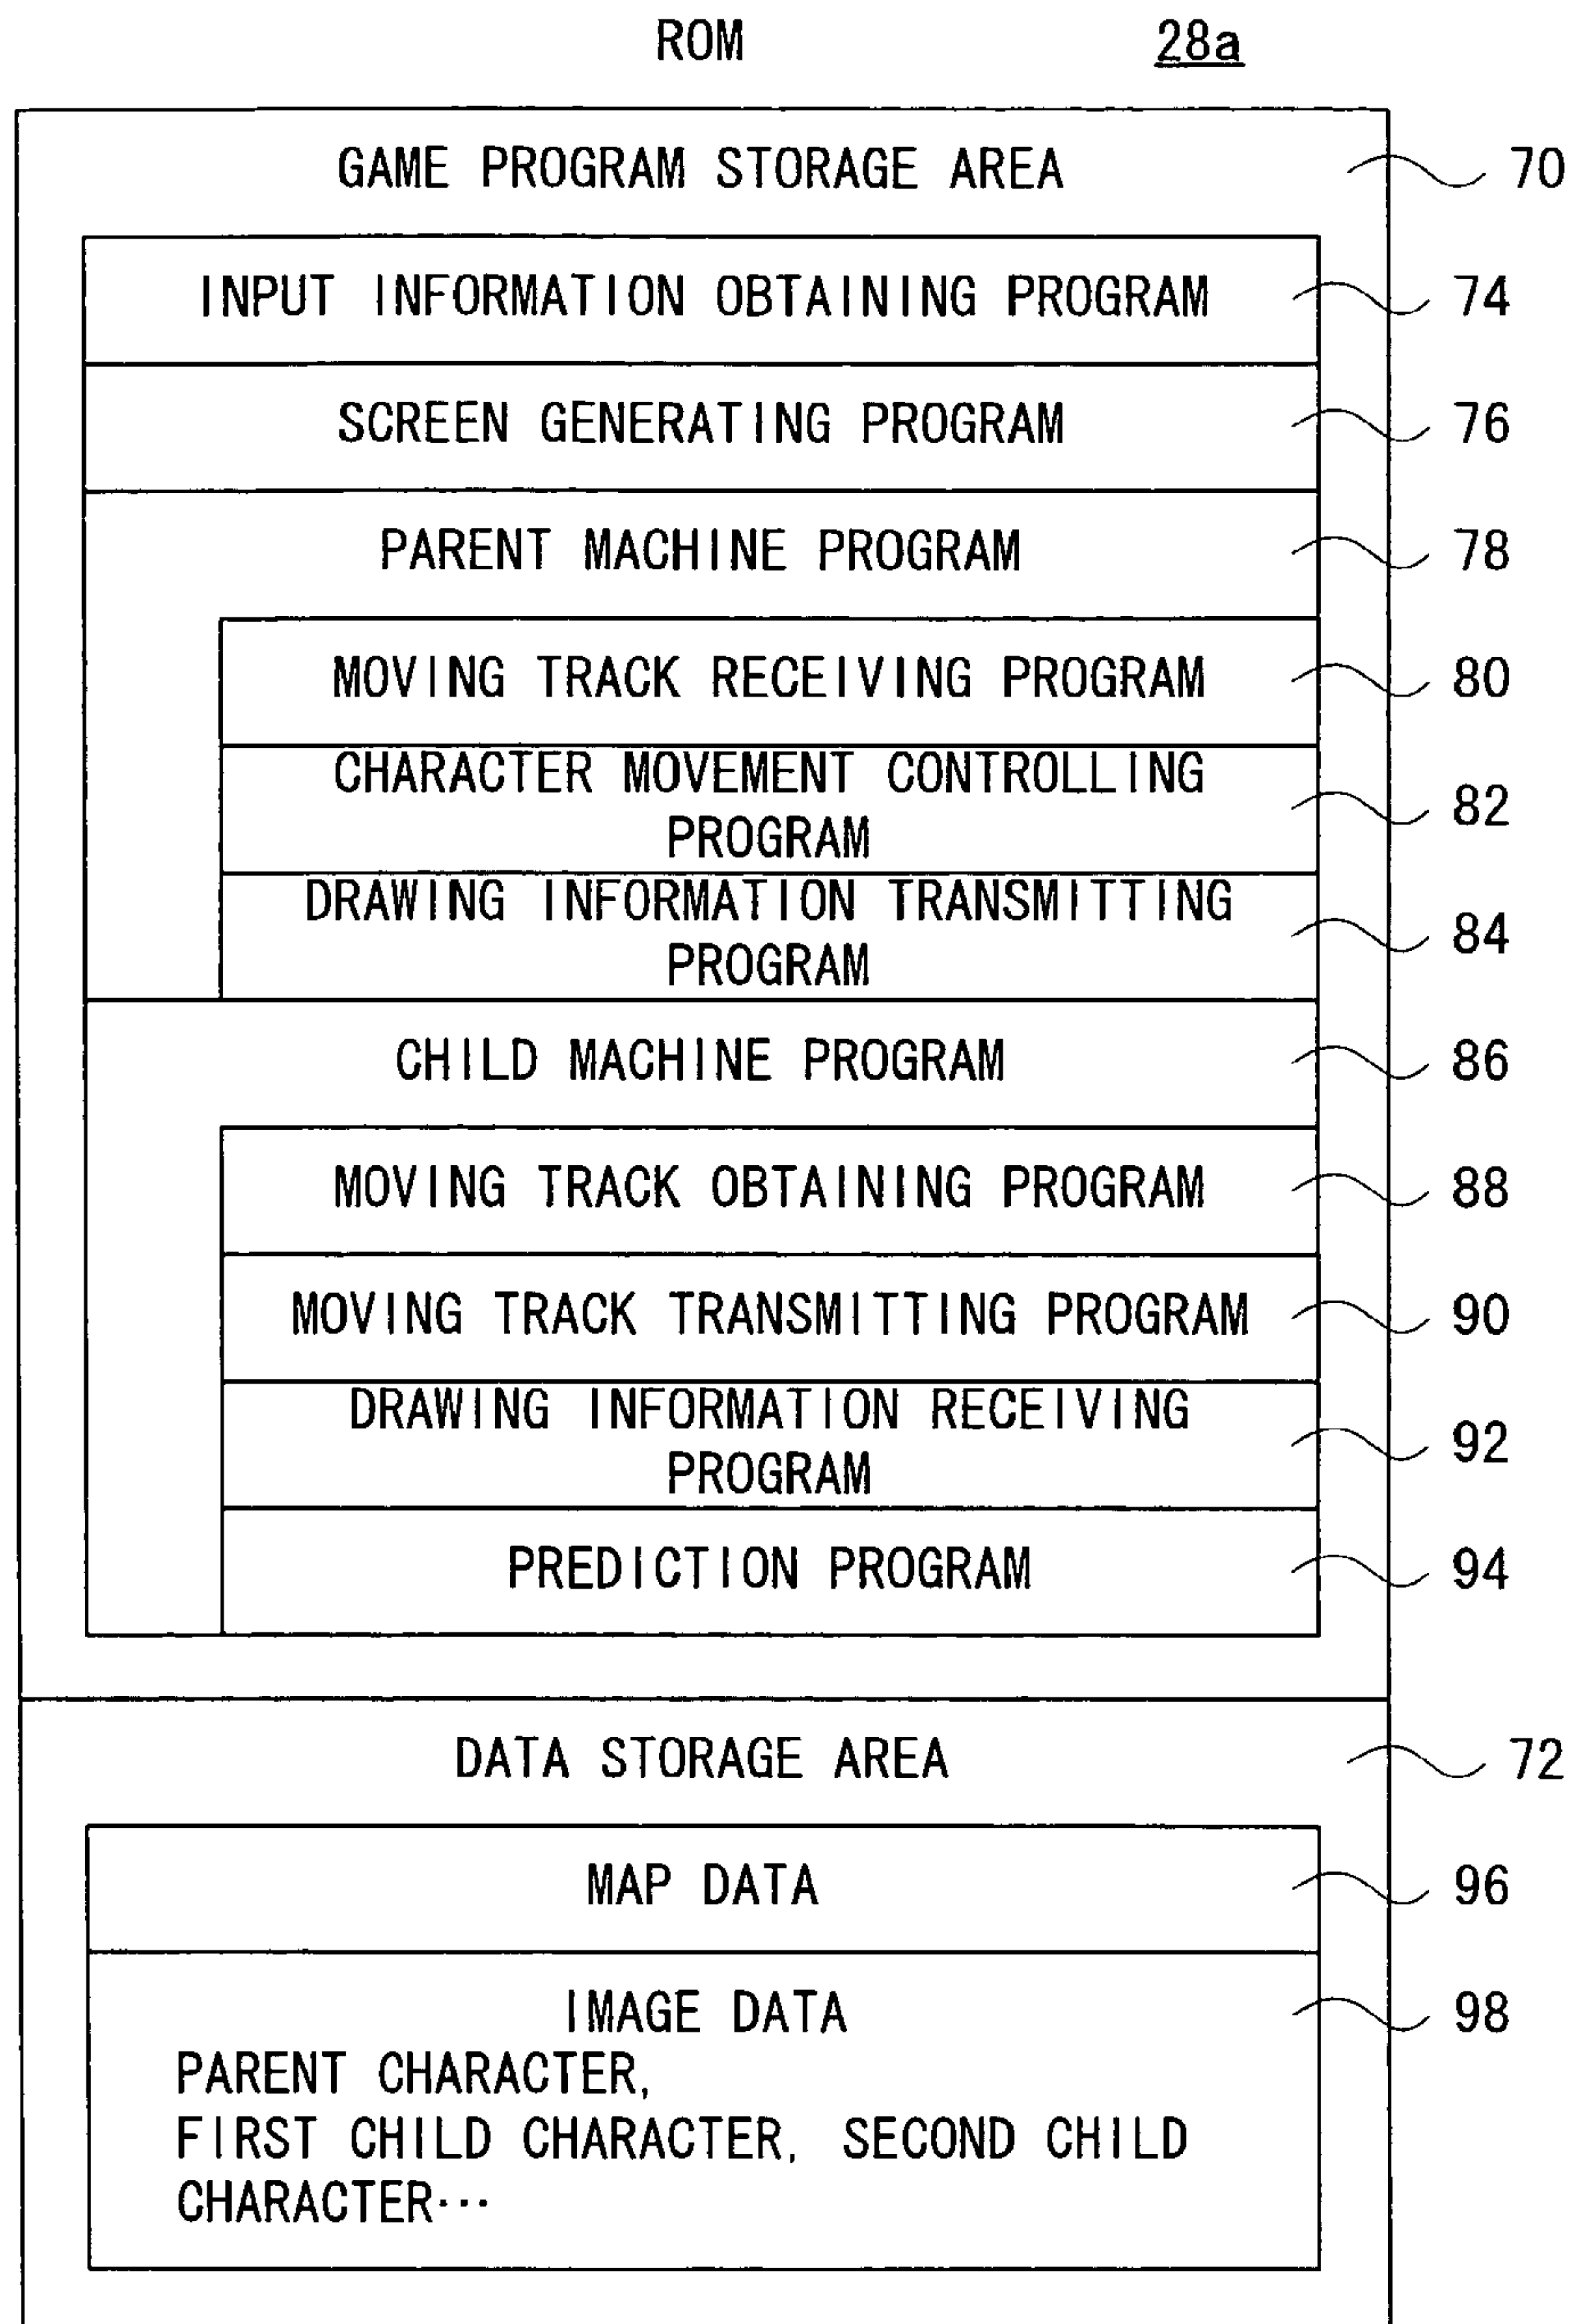 ROM 28a
GAME PROGRAM STORAGE AREA 70
INPUT INFORMATION OBTAINING PROGRAM 74
SCREEN GENERATING PROGRAM 76
PARENT MACHINE PROGRAM 78
MOVING TRACK RECEIVING PROGRAM 80
CHARACTER MOVEMENT CONTROLLING
PROGRAM 82
DRAWING INFORMATION TRANSMITTING
PROGRAM 84
CHILD MACHINE PROGRAM 86
MOVING TRACK OBTAINING PROGRAM 88
MOVING TRACK TRANSMITTING PROGRAM 90
DRAWING INFORMATION RECEIVING
PROGRAM 92
PREDICTION PROGRAM 94
DATA STORAGE AREA 72
MAP DATA 96
IMAGE DATA 98
PARENT CHARACTER,
FIRST CHILD CHARACTER, SECOND CHILD
CHARACTER···